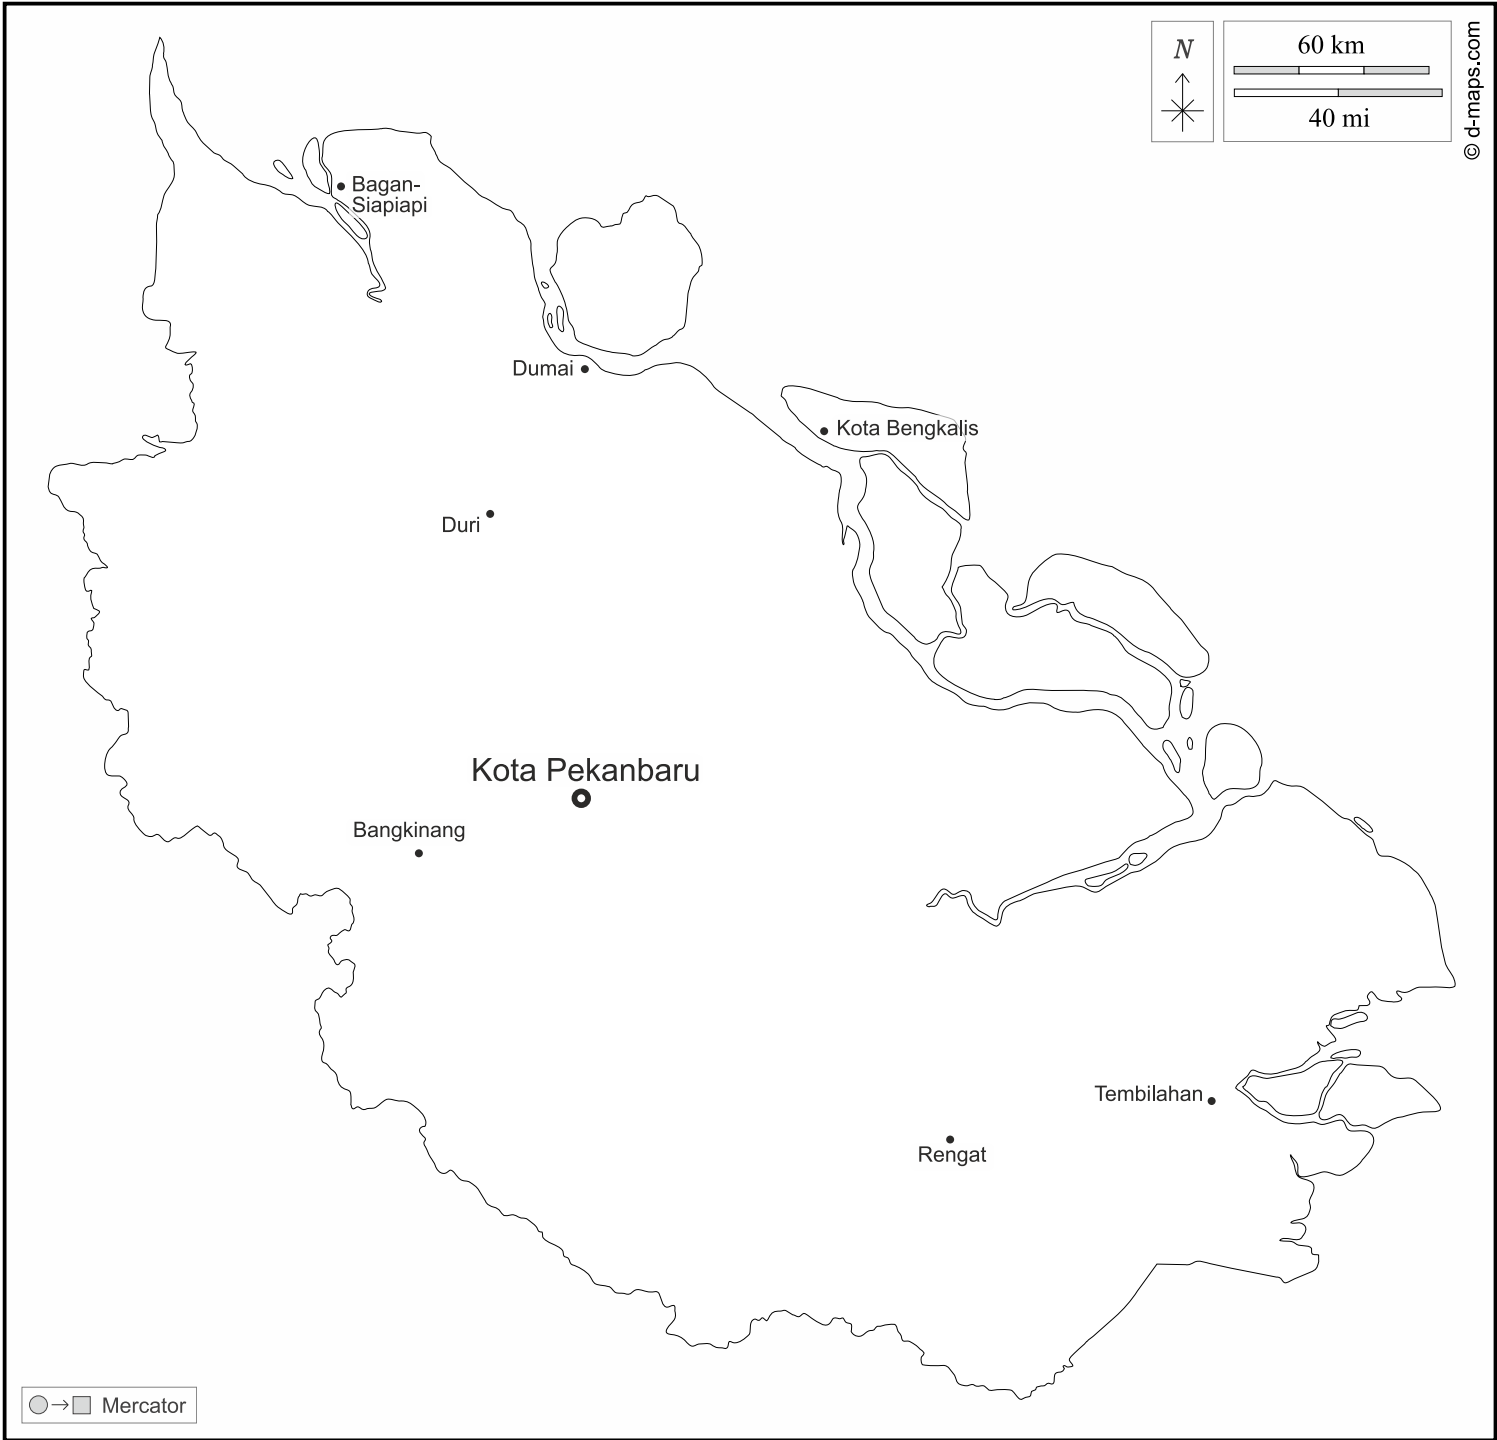 N
60 km
40 mi
© d-maps.com
Bagan-
Siapiapi
Dumai
Kota Bengkalis
Duri
Kota Pekanbaru
Bangkinang
Tembilahan
Rengat
Mercator